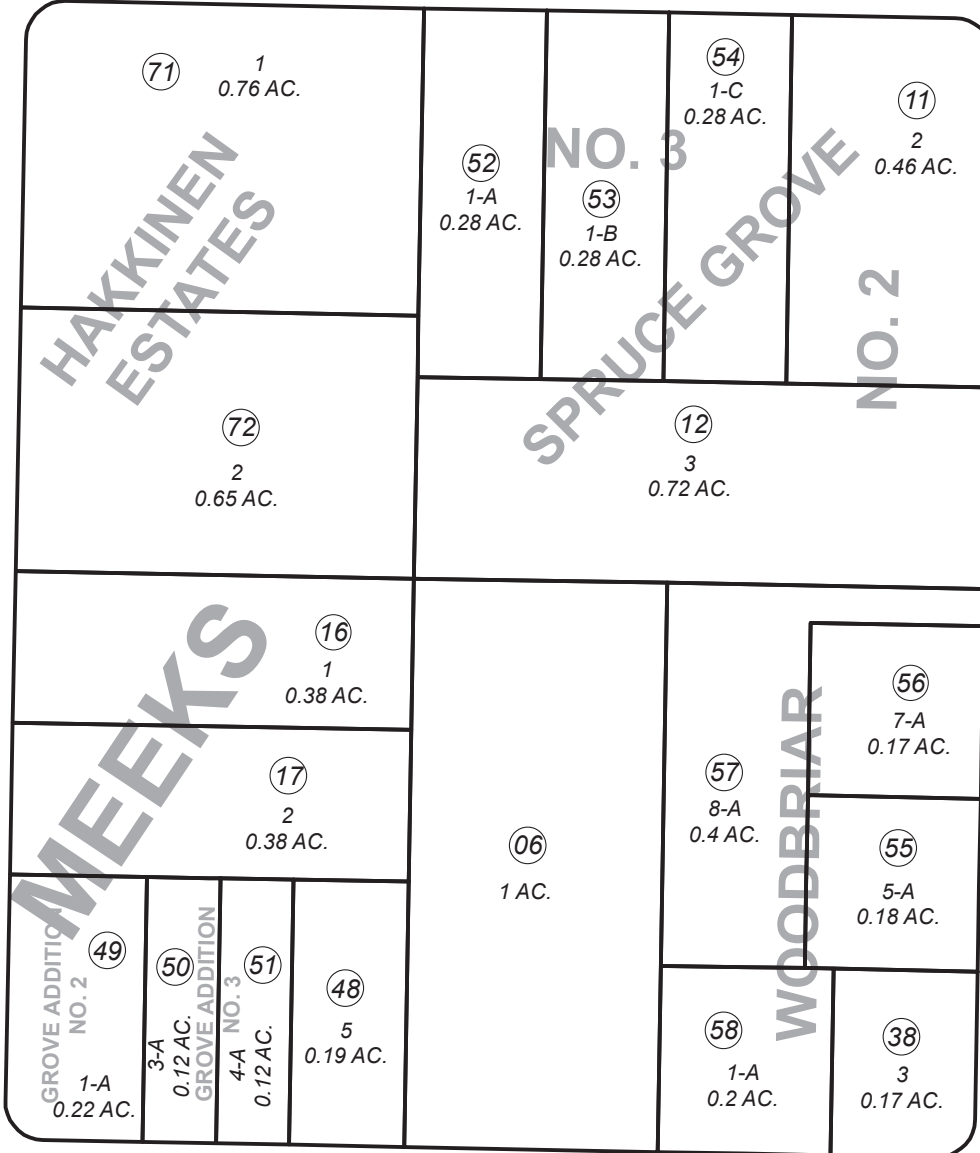 71
1
0.76 AC.
HAKKINEN
ESTATES
52
1-A
0.28 AC.
NO. 3
53
1-B
0.28 AC.
54
1-C
0.28 AC.
11
2
0.46 AC.
SPRUCE GROVE
NO. 2
72
2
0.65 AC.
12
3
0.72 AC.
MEEKS
16
1
0.38 AC.
17
2
0.38 AC.
06
1 AC.
57
8-A
0.4 AC.
WOODBRIAR
56
7-A
0.17 AC.
55
5-A
0.18 AC.
GROVE ADDITION
NO. 2
49
1-A
0.22 AC.
50
3-A
0.12 AC.
GROVE ADDITION
NO. 3
51
4-A
0.12 AC.
48
5
0.19 AC.
58
1-A
0.2 AC.
38
3
0.17 AC.